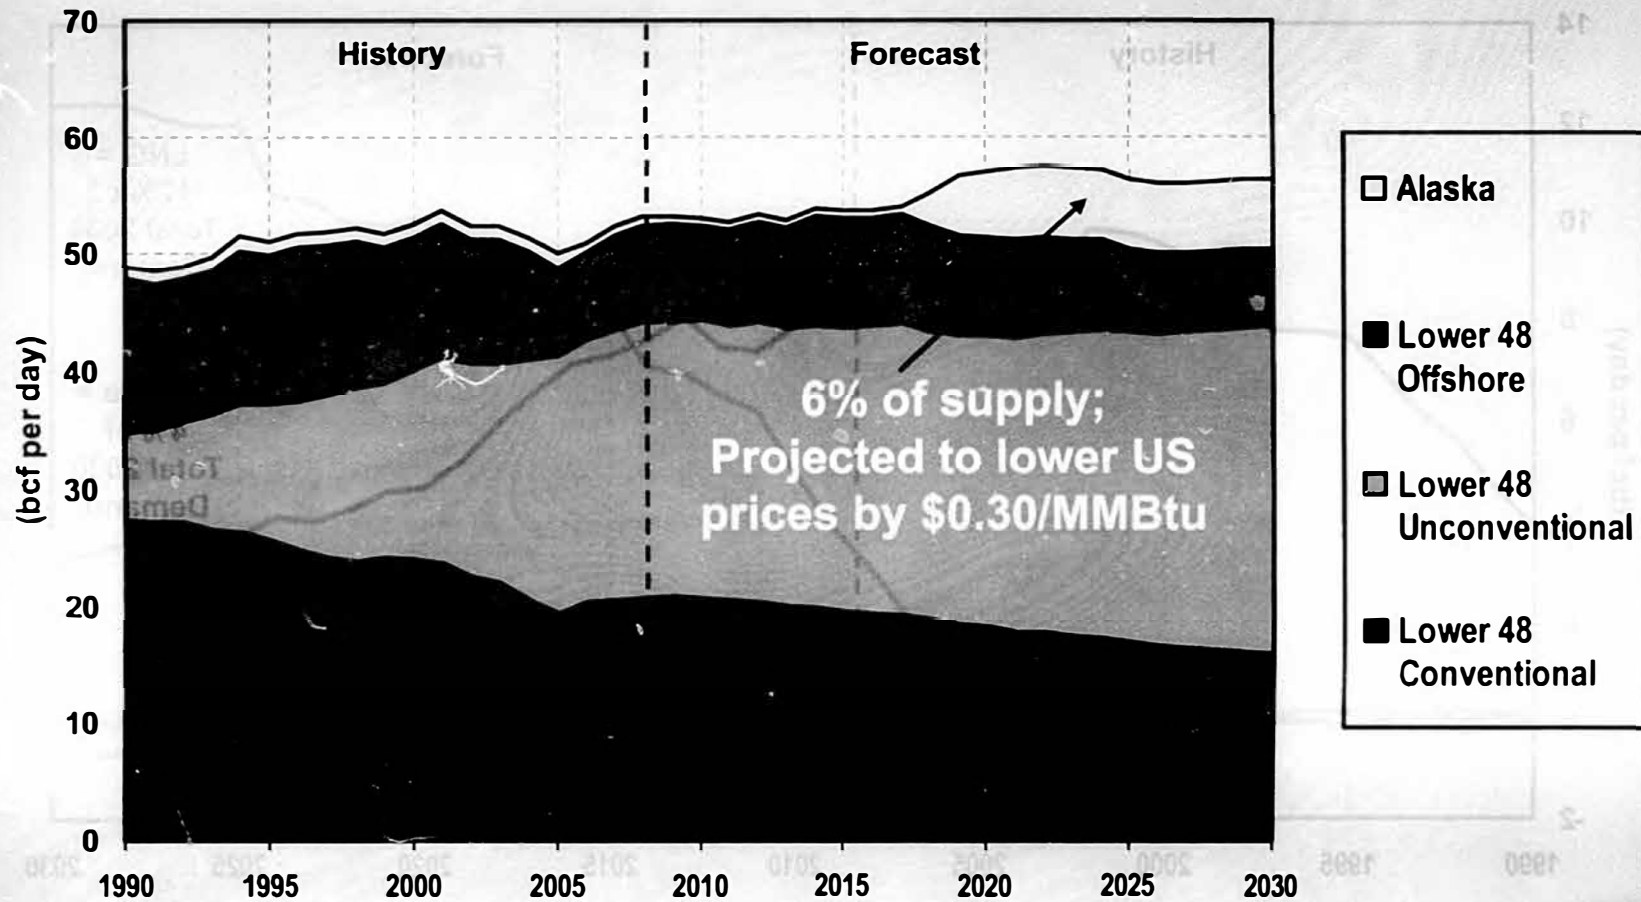 70
60
50
40
30
20
10
0
(bcf per day)
History
Forecast
6% of supply;
Projected to lower US
prices by $0.30/MMBtu
1990
1995
2000
2005
2010
2015
2020
2025
2030
Alaska
Lower 48
Offshore
Lower 48
Unconventional
Lower 48
Conventional